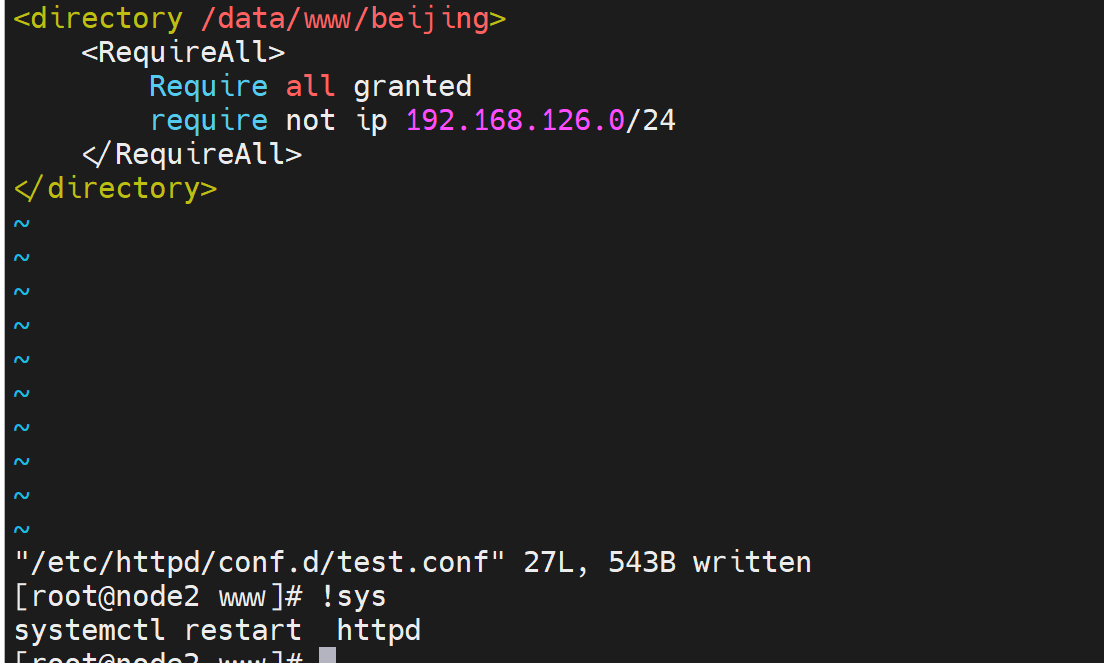 <directory /data/www/beijing>
    <RequireAll>
        Require all granted
        require not ip 192.168.126.0/24
    </RequireAll>
</directory>
~
~
~
~
~
~
~
~
~
~
"/etc/httpd/conf.d/test.conf" 27L, 543B written
[root@node2 www]# !sys
systemctl restart  httpd
[root@node2 www]#